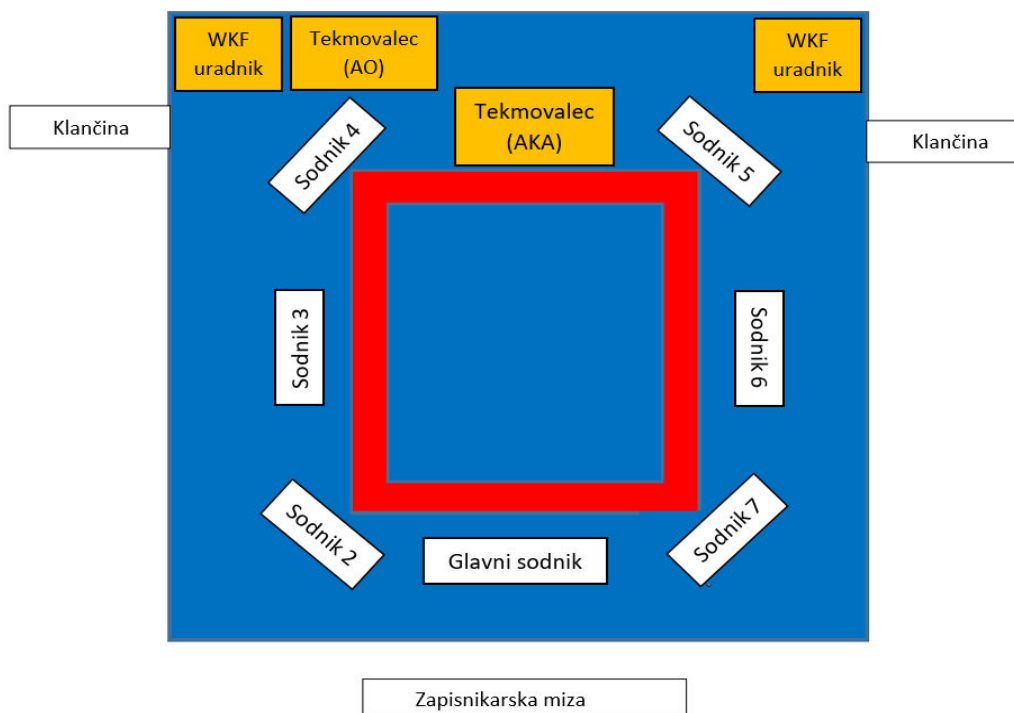 WKF
uradnik
Tekmovalec
(AO)
WKF
uradnik
Klančina
Sodnik 4
Tekmovalec
(AKA)
Sodnik 5
Klančina
Sodnik 3
Sodnik 6
Sodnik 2
Glavni sodnik
Sodnik 7
Zapisnikarska miza